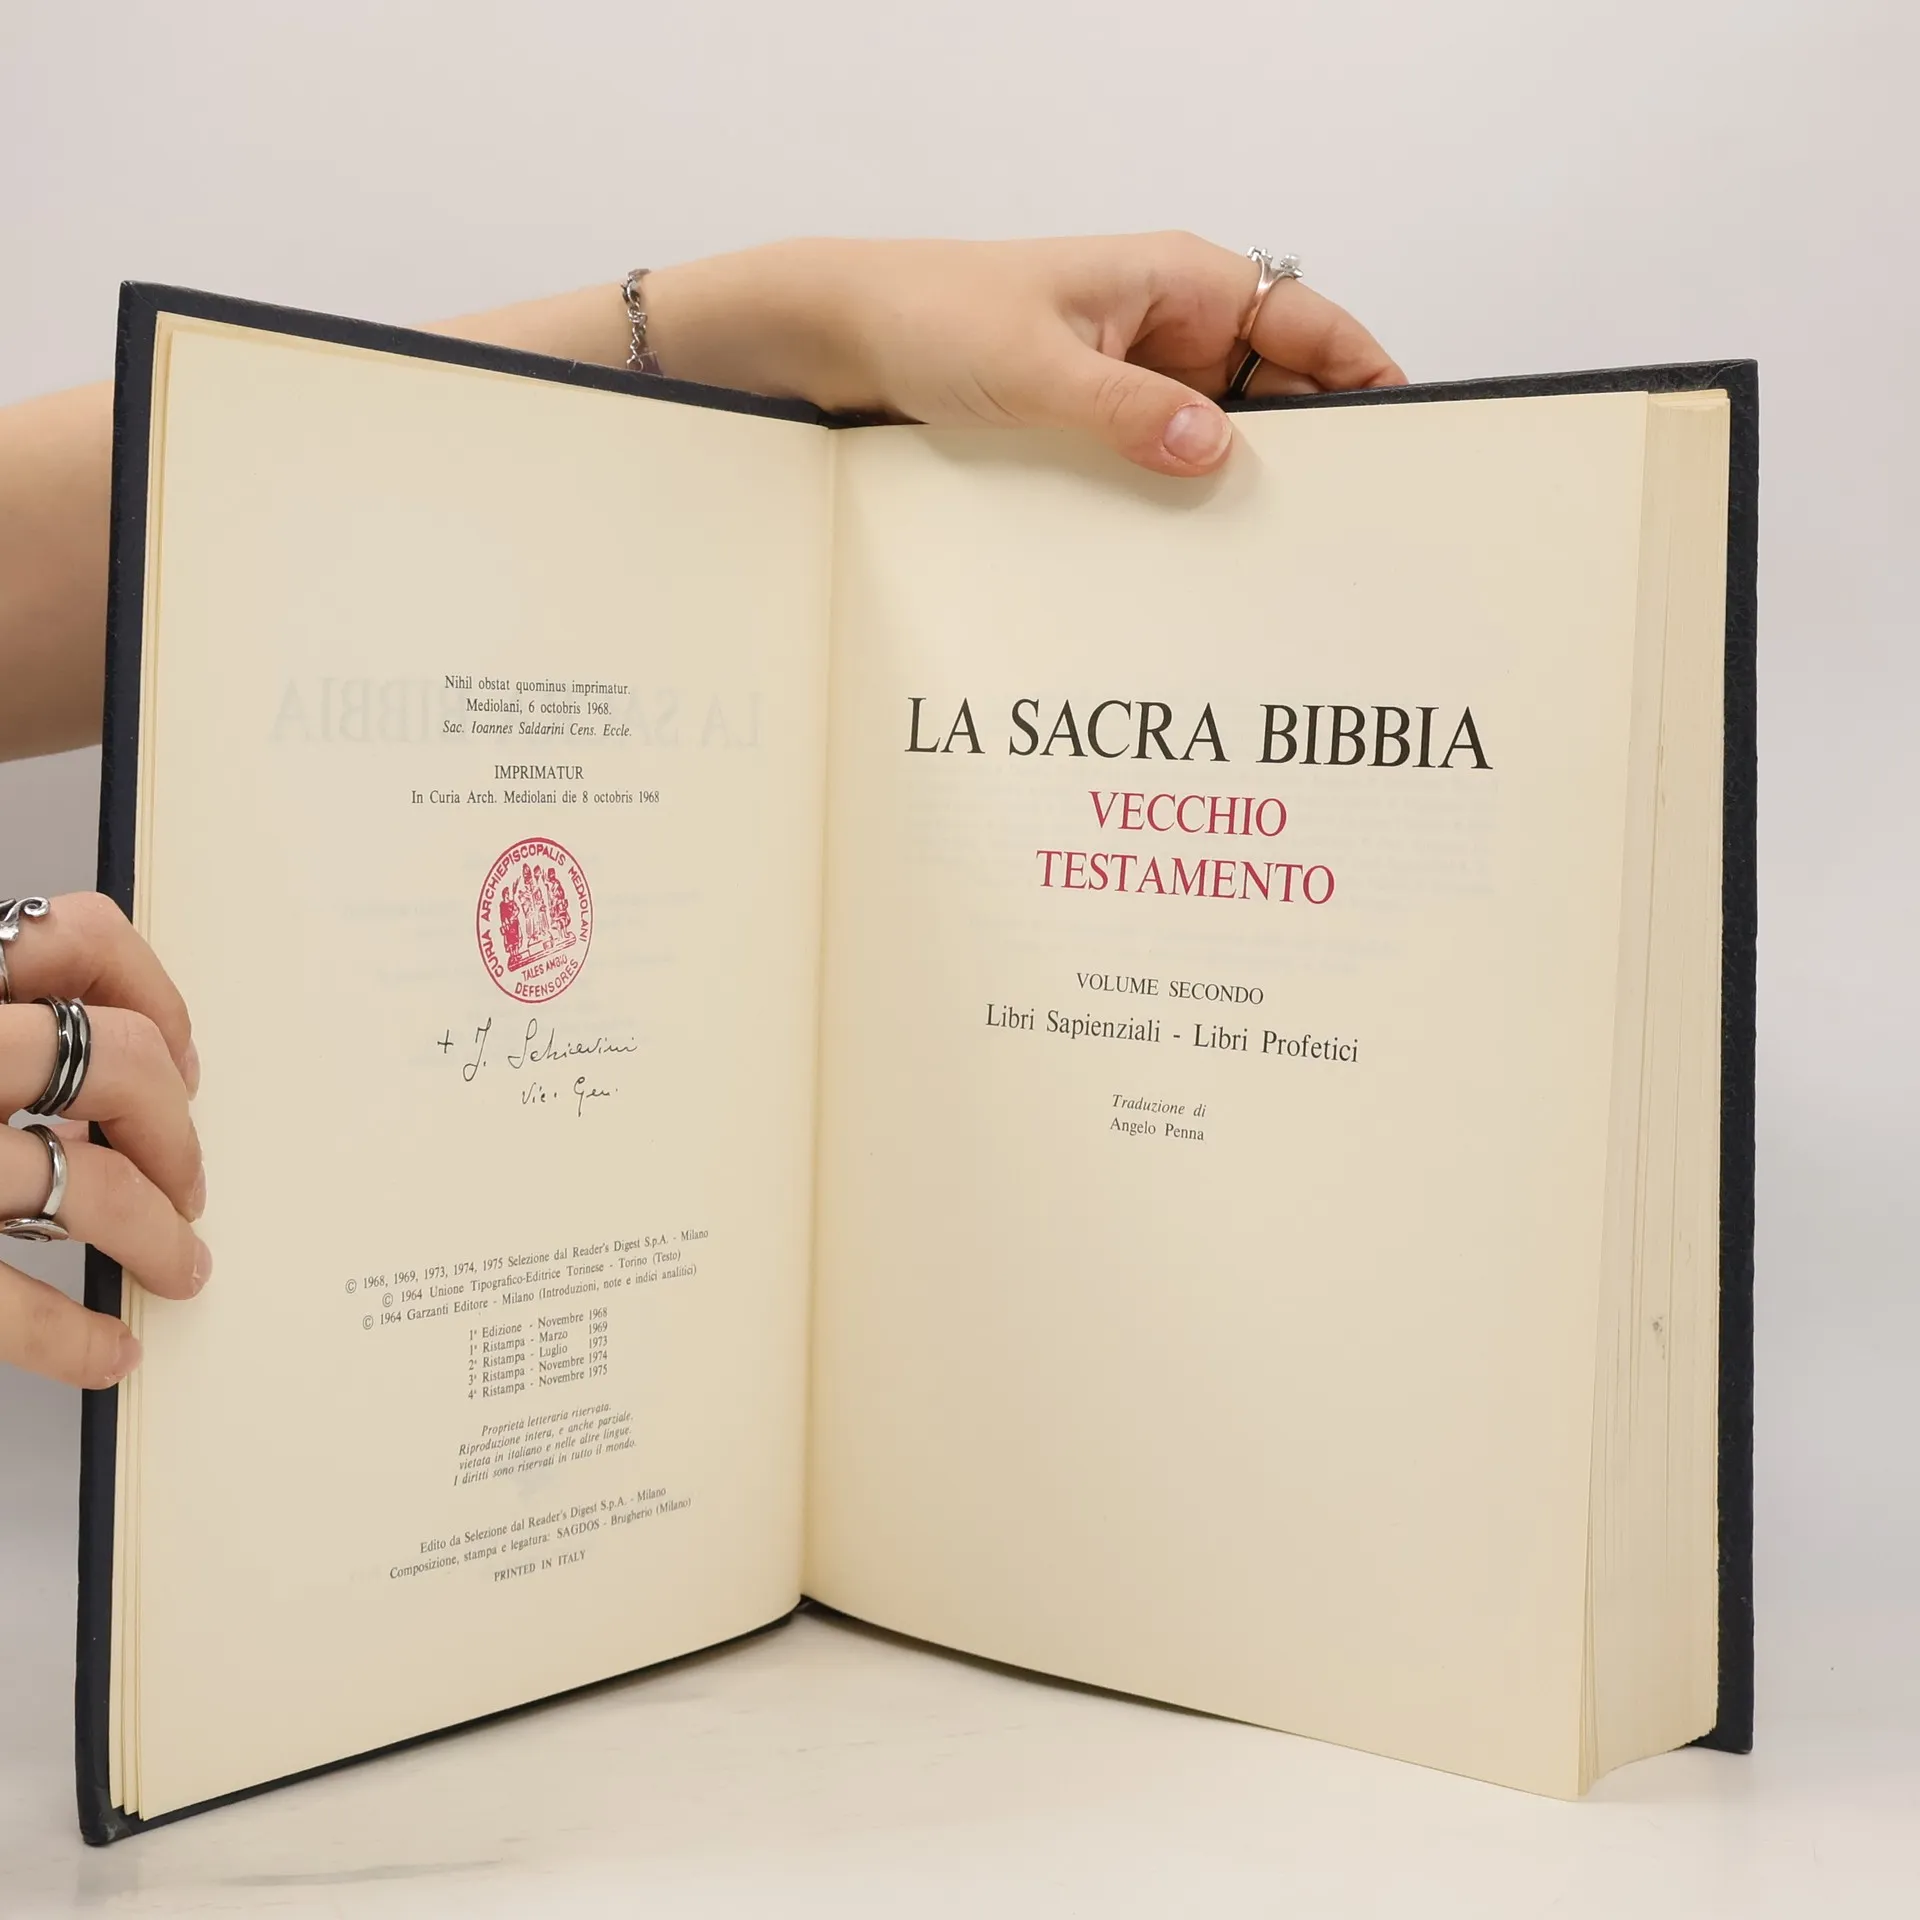 Nihil obstat quominus imprimatur.
Mediolani, 6 octobris 1968.
Sac. Ioannes Saldarini Cens. Eccle.
IMPRIMATUR
In Curia Arch. Mediolani die 8 octobris 1968
CURIA ARCHIEPISCOPALIS MEDIOLANI
TALES AMBIO
DEFENSORES
+ J. Schiavini
Vic. Gen.
© 1968, 1969, 1973, 1974, 1975 Selezione dal Reader's Digest S.p.A. - Milano
© 1964 Unione Tipografico-Editrice Torinese - Torino (Testo)
© 1964 Garzanti Editore - Milano (Introduzioni, note e indici analitici)
1ª Edizione - Novembre 1968
1ª Ristampa - Marzo 1969
2ª Ristampa - Luglio 1973
3ª Ristampa - Novembre 1974
4ª Ristampa - Novembre 1975
Proprietà letteraria riservata.
Riproduzione intera, e anche parziale,
vietata in italiano e nelle altre lingue.
I diritti sono riservati in tutto il mondo.
Edito da Selezione dal Reader's Digest S.p.A. - Milano
Composizione, stampa e legatura: SAGDOS - Brugherio (Milano)
PRINTED IN ITALY
LA SACRA BIBBIA
VECCHIO
TESTAMENTO
VOLUME SECONDO
Libri Sapienziali - Libri Profetici
Traduzione di
Angelo Penna